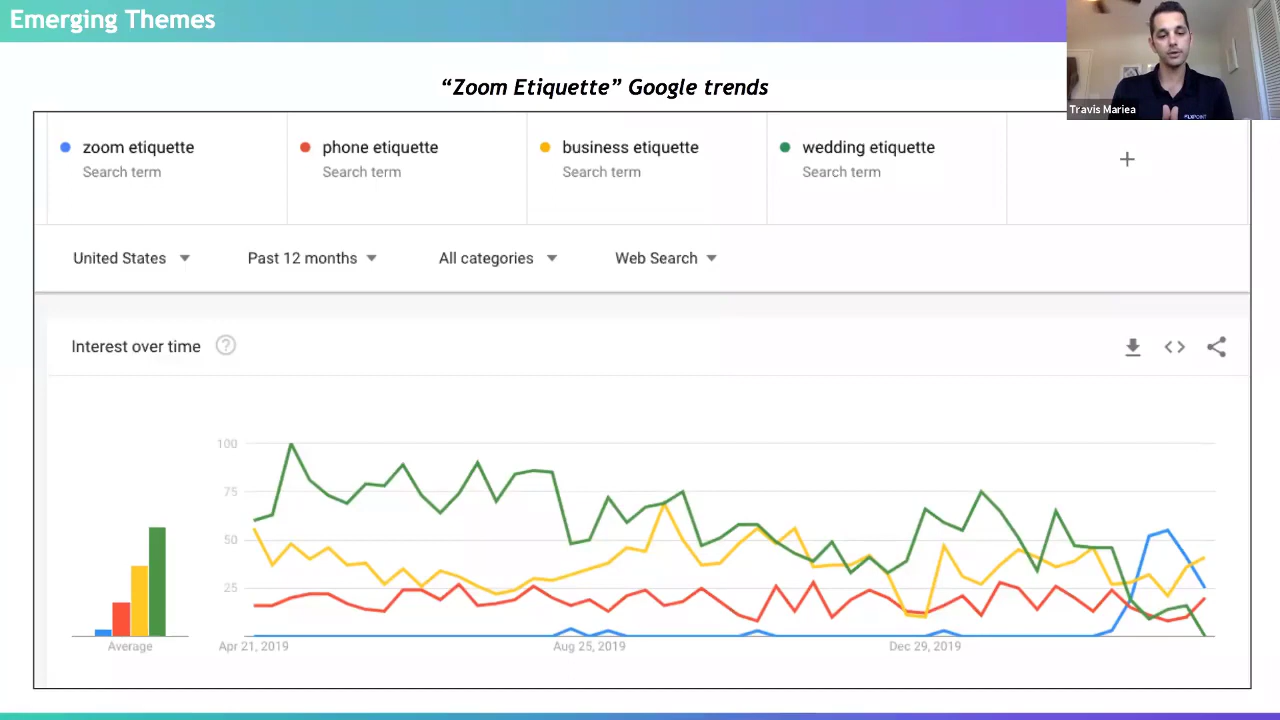 Emerging Themes
Travis Mariea
“Zoom Etiquette” Google trends
zoom etiquette
Search term
phone etiquette
Search term
business etiquette
Search term
wedding etiquette
Search term
+
United States
Past 12 months
All categories
Web Search
Interest over time
?
100
75
50
25
Average
Apr 21, 2019
Aug 25, 2019
Dec 29, 2019